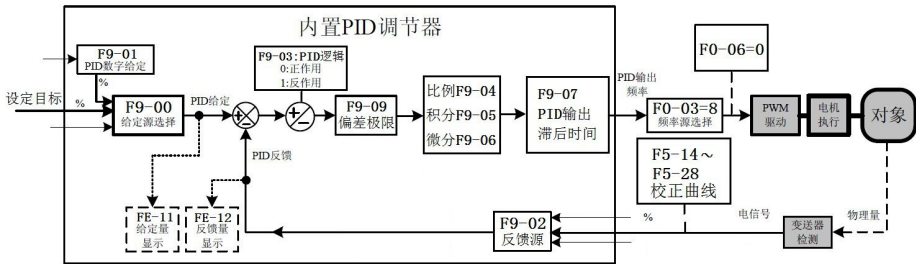 内置PID调节器
F9-01
PID数字给定
%
设定目标
%
F9-00
给定源选择
PID给定
F9-03:PID逻辑
0:正作用
1:反作用
F9-09
偏差极限
比例F9-04
积分F9-05
微分F9-06
F9-07
PID输出
滞后时间
PID输出
频率
F0-03=8
频率源选择
F0-06=0
PWM
驱动
电机
执行
对象
PID反馈
FE-11
给定量
显示
FE-12
反馈量
显示
F9-02
反馈源
%
F5-14～
F5-28
校正曲线
电信号
变送器
检测
物理量